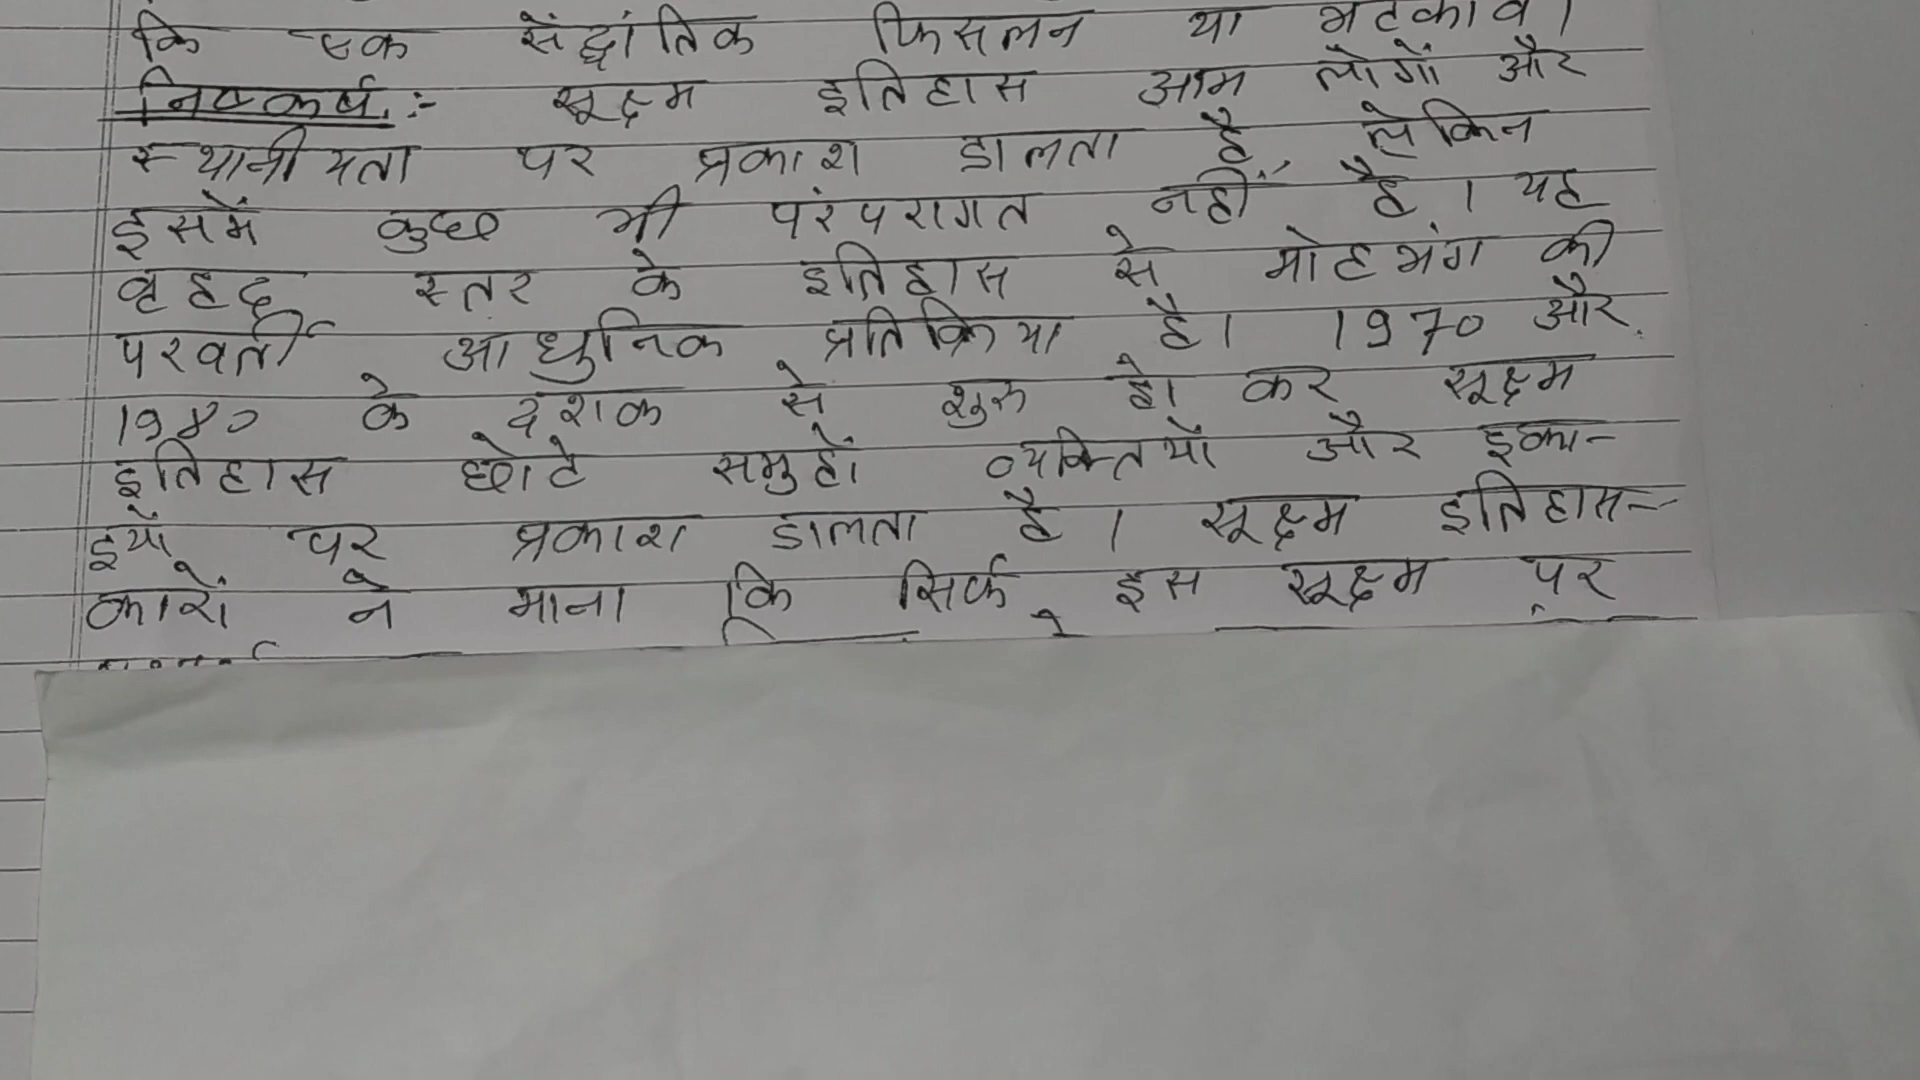 कि एक सैद्धांतिक फिसलन या भटकाव।
निष्कर्ष :- सूक्ष्म इतिहास आम लोगों और
स्थानीयता पर प्रकाश डालता है, लेकिन
इसमें कुछ भी परंपरागत नहीं है। यह
वृहद स्तर के इतिहास से मोहभंग की
परवर्ती आधुनिक प्रतिक्रिया है। 1970 और
1980 के दशक से शुरू हो कर सूक्ष्म
इतिहास छोटे समुहों व्यक्तियों और इका-
इयों पर प्रकाश डालता है। सूक्ष्म इतिहास-
कारों ने माना कि सिर्फ इस सूक्ष्म पर